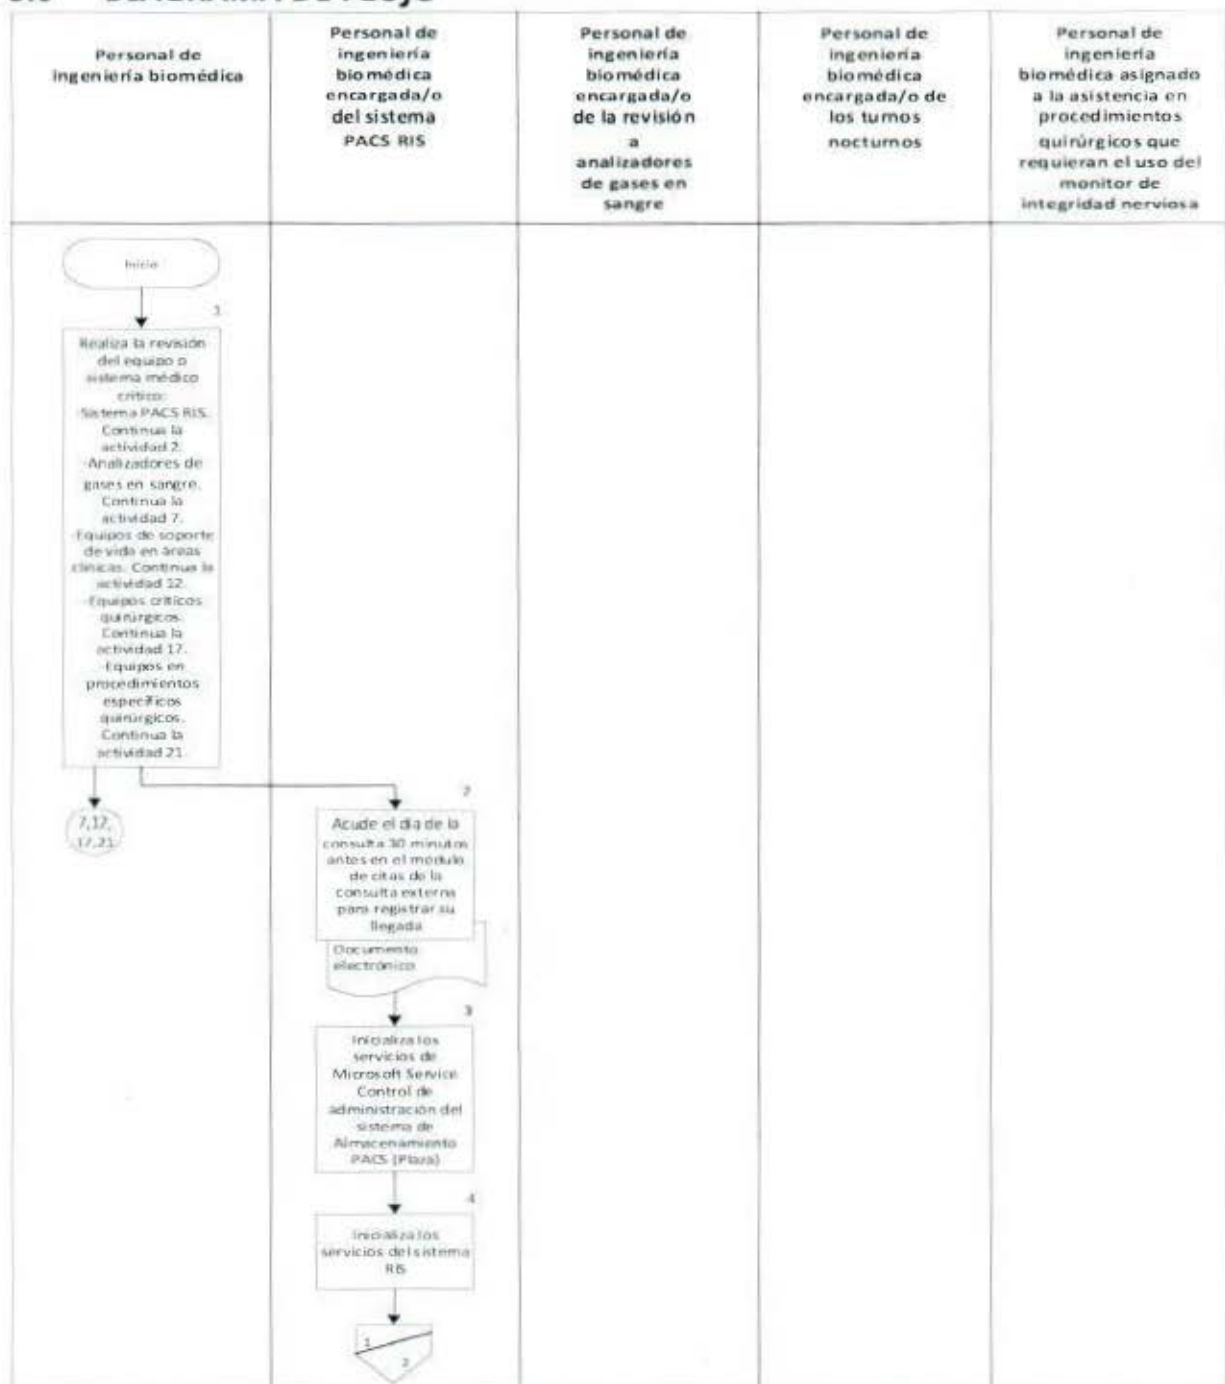 DIAGRAMA DE FLUJO
Personal de
ingeniería biomédica
Personal de
ingeniería
biomédica
encargada/o
del sistema
PACS RIS
Personal de
ingeniería
biomédica
encargada/o
de la revisión
a
analizadores
de gases en
sangre
Personal de
ingeniería
biomédica
encargada/o de
los turnos
nocturnos
Personal de
ingeniería
biomédica asignado
a la asistencia en
procedimientos
quirúrgicos que
requieran el uso del
monitor de
integridad nerviosa
Inicio
1
Realiza la revisión
del equipo o
sistema médico
crítico:
-Sistema PACS RIS.
Continua la
actividad 2.
-Analizadores de
gases en sangre.
Continua la
actividad 7.
-Equipos de soporte
de vida en áreas
clínicas. Continua la
actividad 12.
-Equipos críticos
quirúrgicos.
Continua la
actividad 17.
-Equipos en
procedimientos
específicos
quirúrgicos.
Continua la
actividad 21.
7,12,
17,21
2
Acude el día de la
consulta 30 minutos
antes en el módulo
de citas de la
consulta externa
para registrar su
llegada
Documento
electrónico
3
Inicializa los
servicios de
Microsoft Service
Control de
administración del
sistema de
Almacenamiento
PACS (Plaza)
4
Inicializa los
servicios del sistema
RIS
1
2